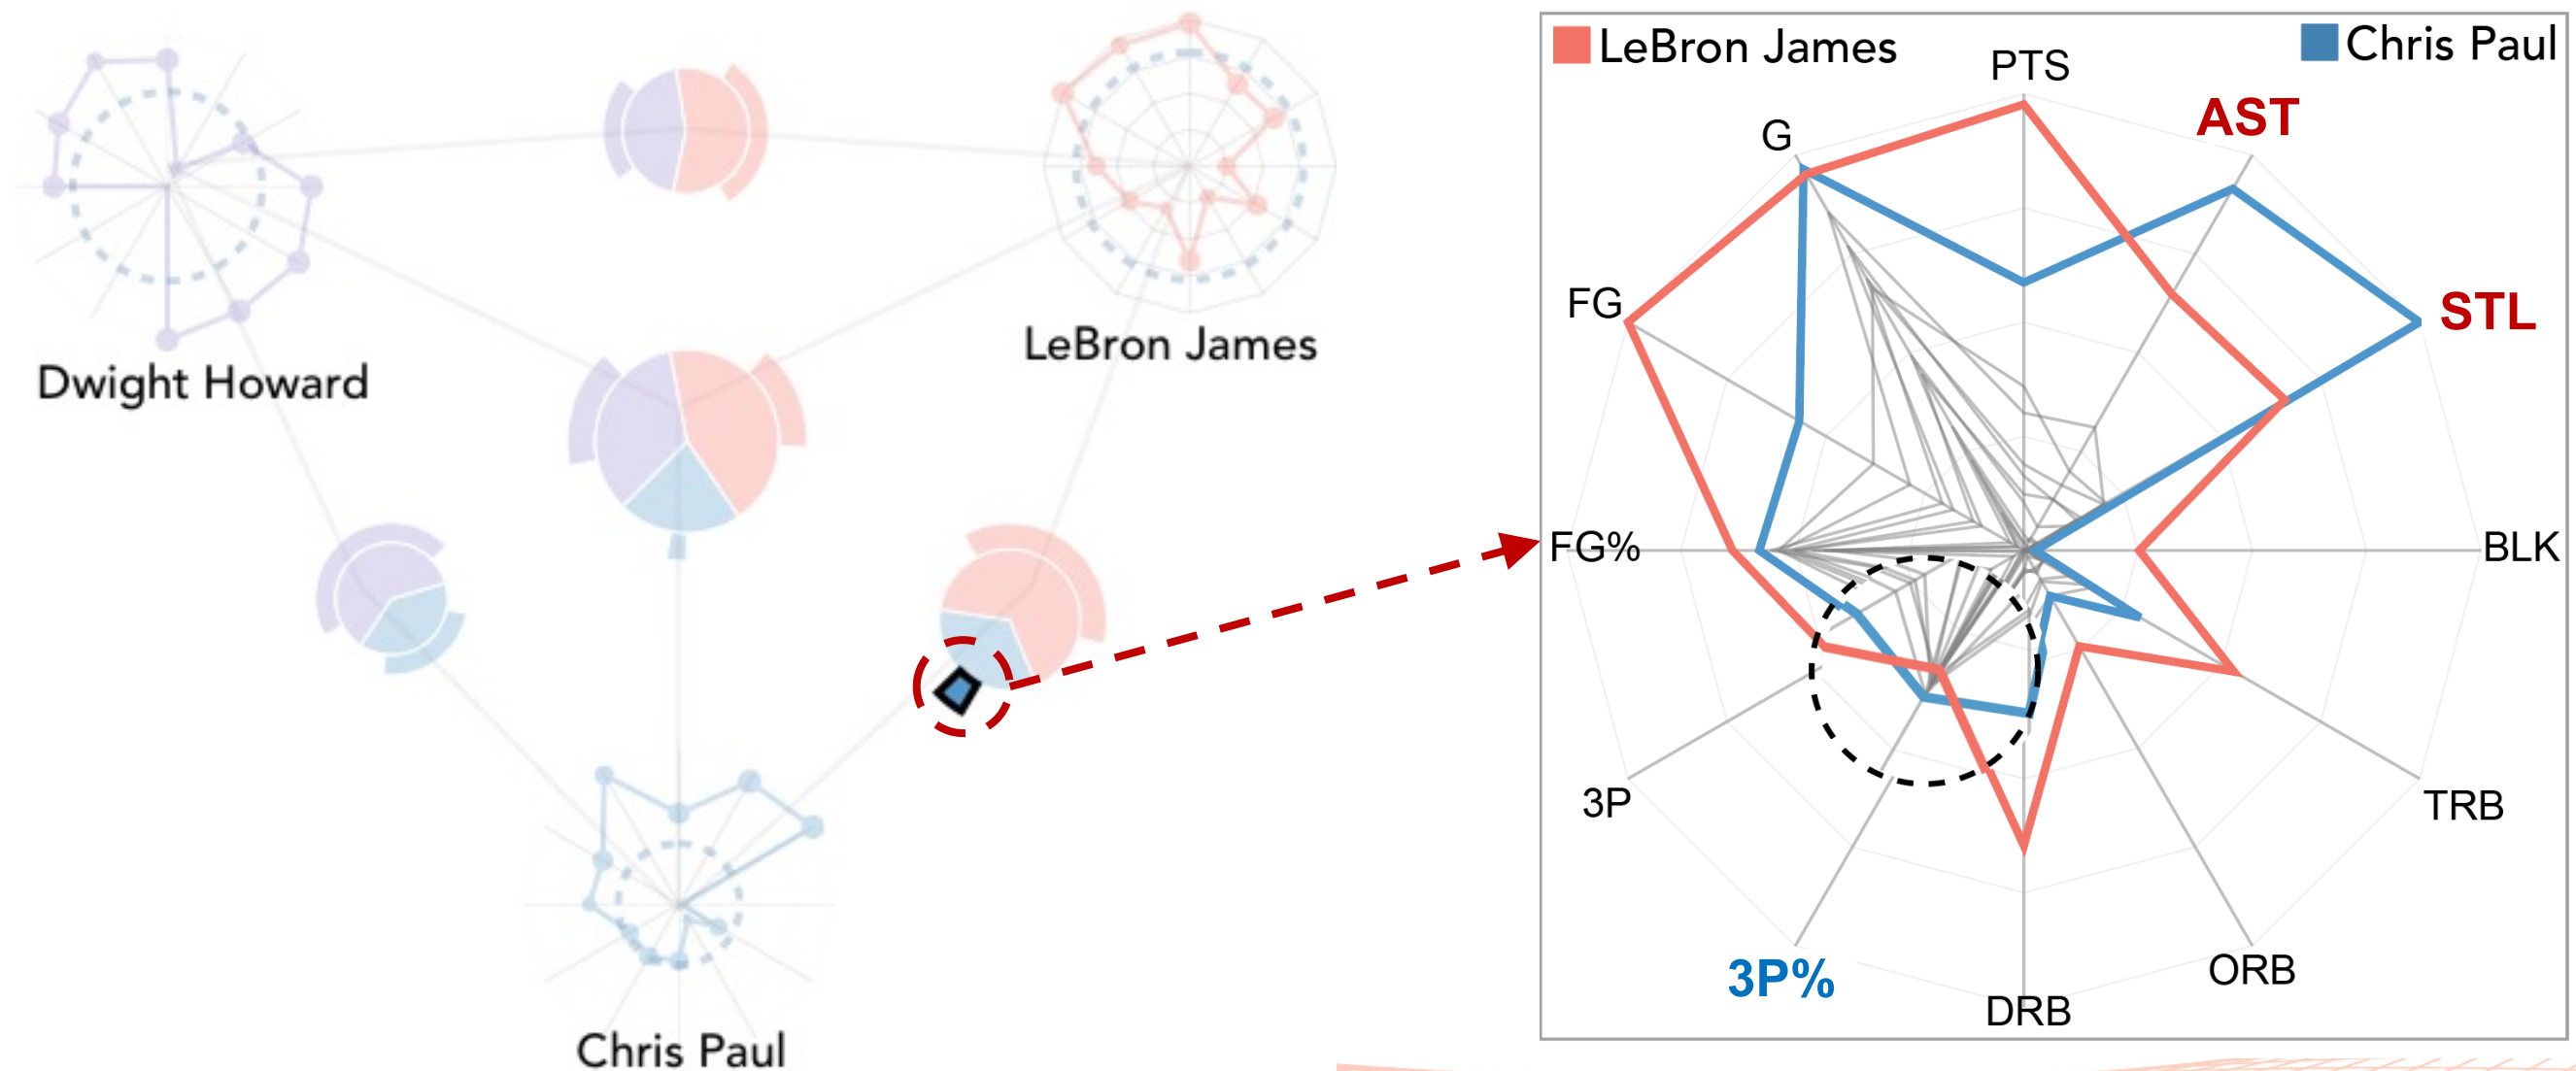 Dwight Howard
LeBron James
Chris Paul
LeBron James
Chris Paul
PTS
AST
G
STL
FG
FG%
BLK
3P
TRB
3P%
ORB
DRB